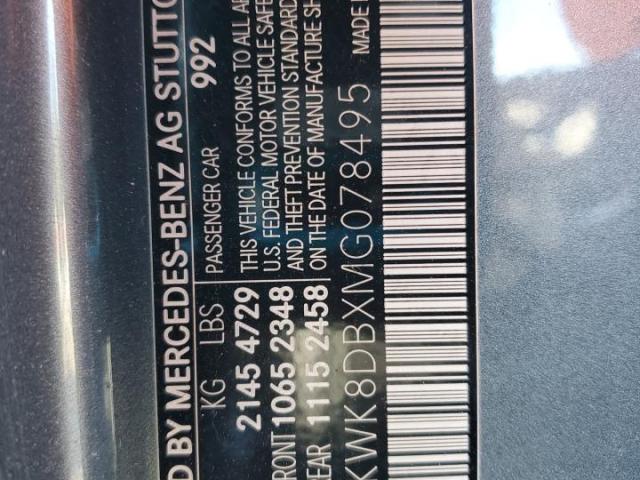 D BY MERCEDES-BENZ AG STUTTG
992
KG LBS PASSENGER CAR
2145 4729 THIS VEHICLE CONFORMS TO ALL AP
RONT 1065 2348 U.S. FEDERAL MOTOR VEHICLE SAFE
EAR 1115 2458 AND THEFT PREVENTION STANDARD
ON THE DATE OF MANUFACTURE SH
KWK8DBXMG078495
MADE